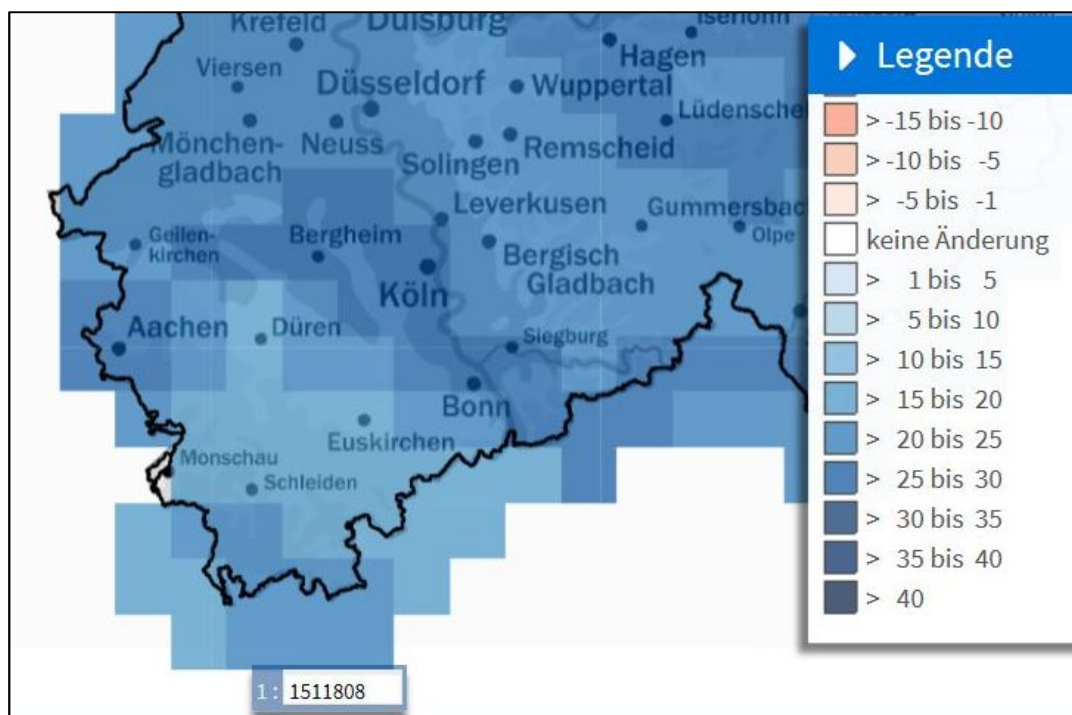 Krefeld
Duisburg
Iserlohn
Hagen
Viersen
Düsseldorf
Wuppertal
Lüdensche
Mönchen-
gladbach
Neuss
Solingen
Remscheid
Leverkusen
Gummersbac
Olpe
Geilen-
kirchen
Bergheim
Bergisch
Gladbach
Köln
Aachen
Düren
Siegburg
Bonn
Euskirchen
Monschau
Schleiden
1 : 1511808
Legende
> -15 bis -10
> -10 bis -5
> -5 bis -1
keine Änderung
> 1 bis 5
> 5 bis 10
> 10 bis 15
> 15 bis 20
> 20 bis 25
> 25 bis 30
> 30 bis 35
> 35 bis 40
> 40